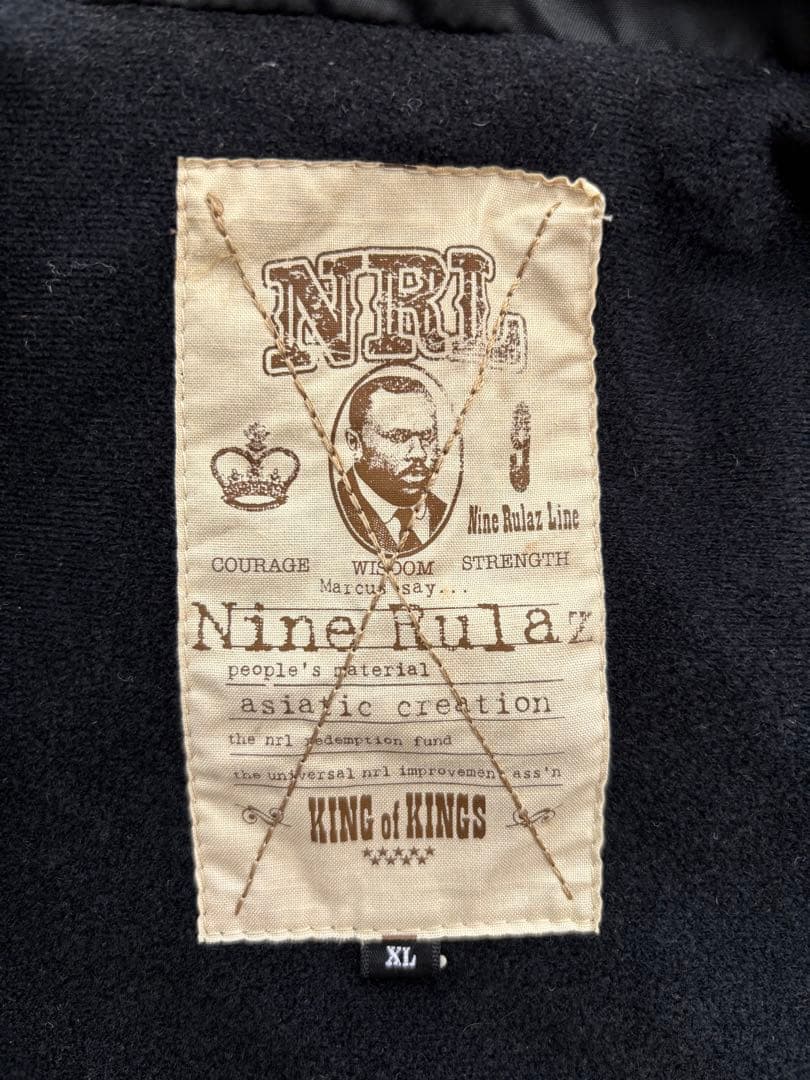 NRL
9
Nine Rulaz Line
COURAGE WISDOM STRENGTH
Marcus say...
Nine Rulaz
people's material
asiatic creation
the nrl redemption fund
the universal nrl improvement ass'n
KING of KINGS
XL